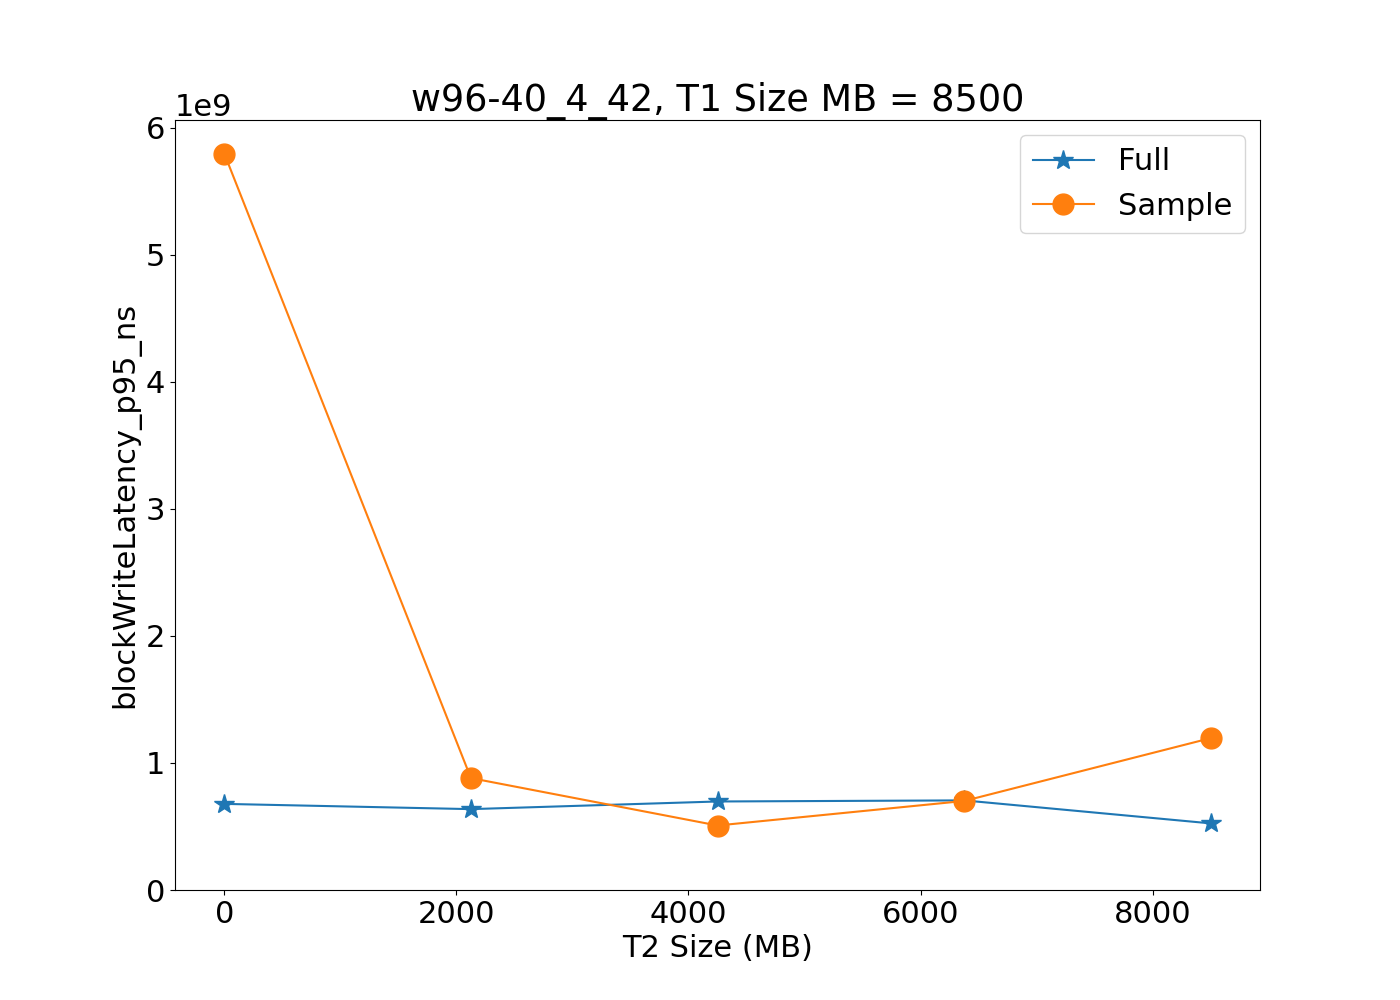 w96-40_4_42, T1 Size MB = 8500
1e9
6
5
4
3
2
1
0
blockWriteLatency_p95_ns
Full
Sample
0 2000 4000 6000 8000
T2 Size (MB)